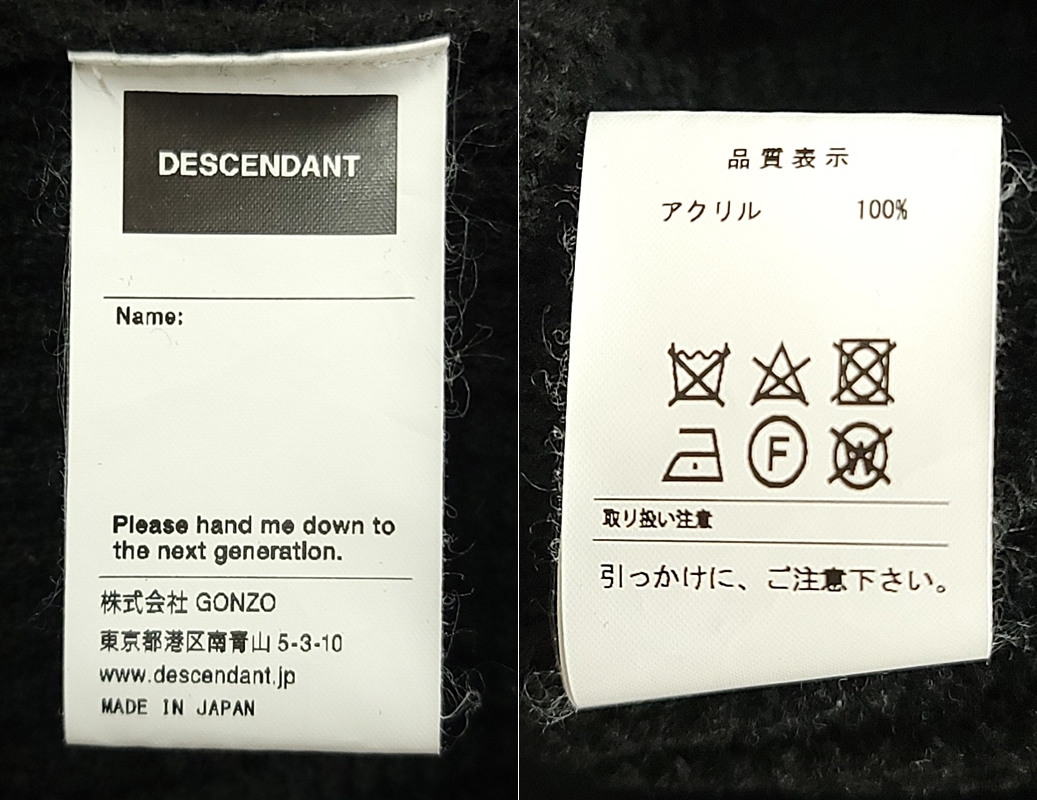 DESCENDANT
Name:
Please hand me down to
the next generation.
株式会社 GONZO
東京都港区南青山 5-3-10
www.descendant.jp
MADE IN JAPAN
品質表示
アクリル 100%
F
W
取り扱い注意
引っかけに、ご注意下さい。